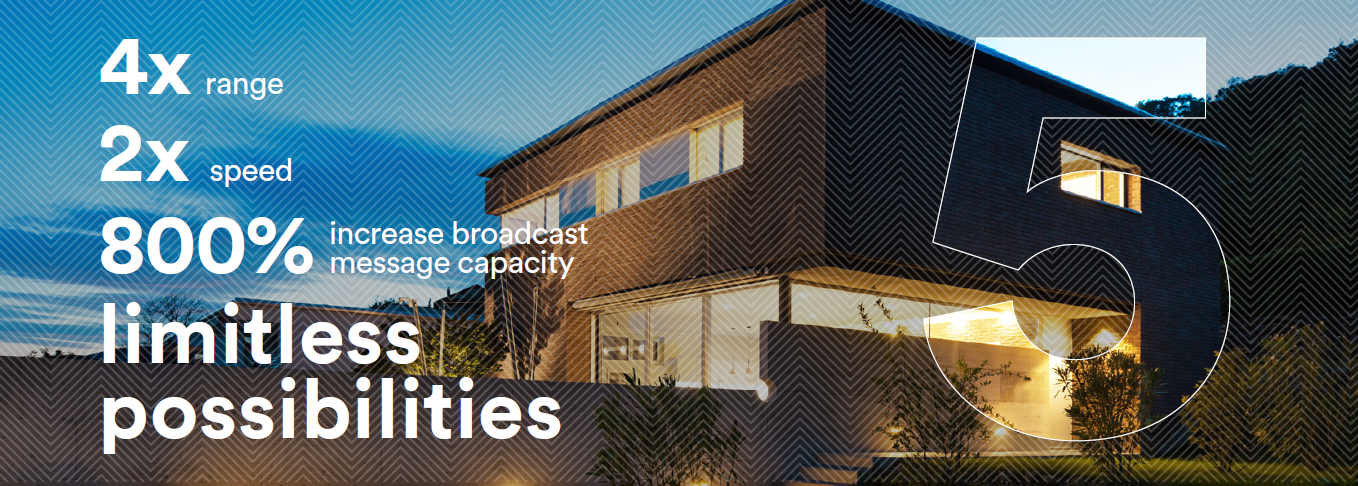 4x range
2x speed
800% increase broadcast
message capacity
limitless
possibilities
5